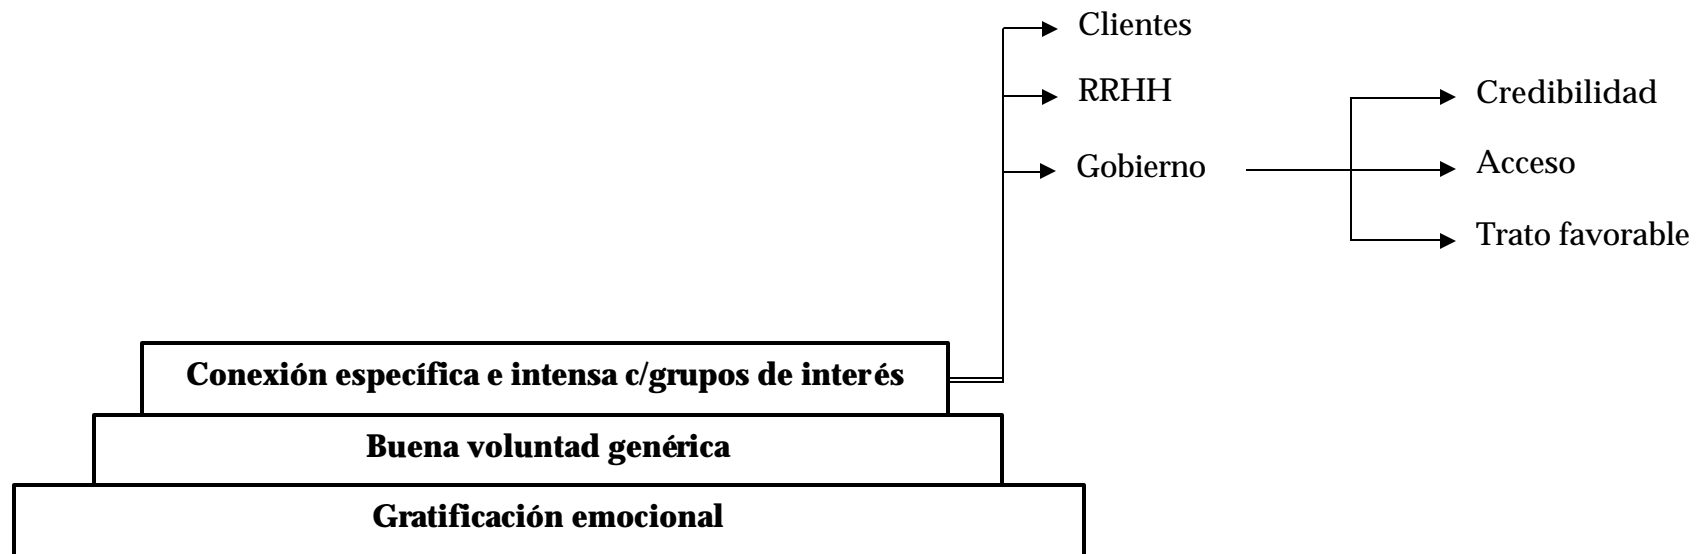 Clientes
RRHH
Credibilidad
Gobierno
Acceso
Trato favorable
Conexión específica e intensa c/grupos de interés
Buena voluntad genérica
Gratificación emocional